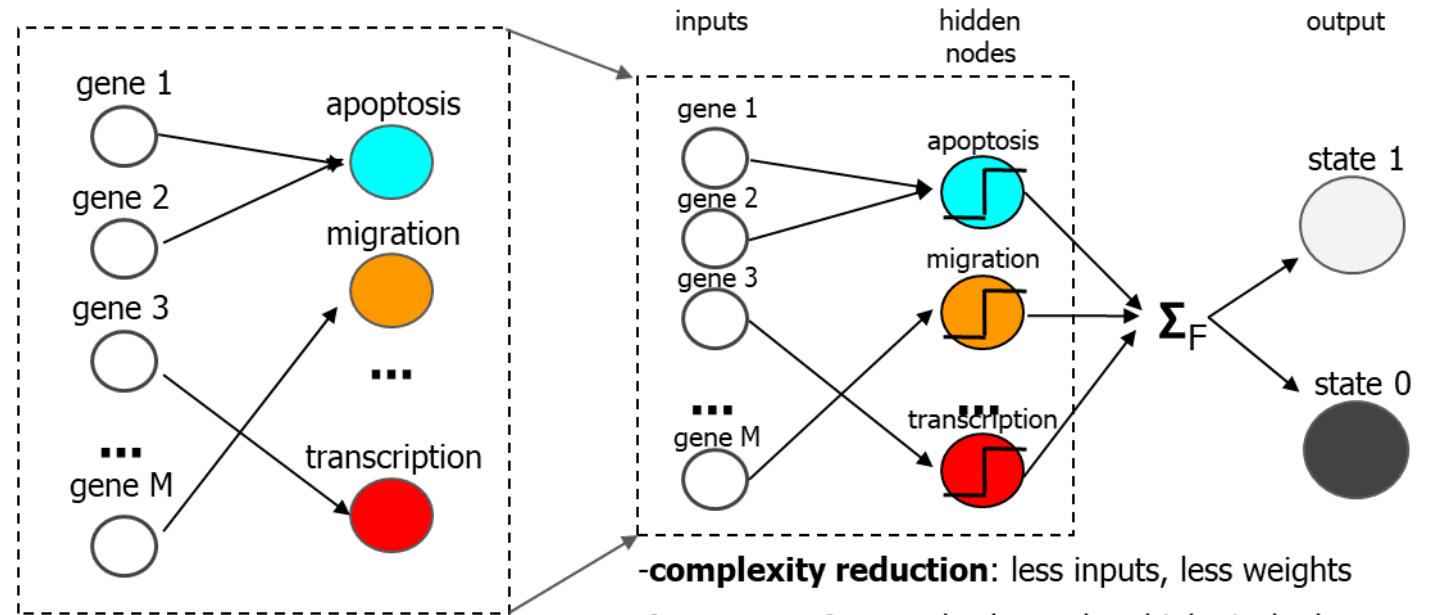 inputs
hidden
nodes
output
gene 1
apoptosis
gene 2
migration
gene 3
...
...
transcription
gene M
gene 1
apoptosis
gene 2
migration
gene 3
...
...
transcription
gene M
Σ F
state 1
state 0
-complexity reduction: less inputs, less weights